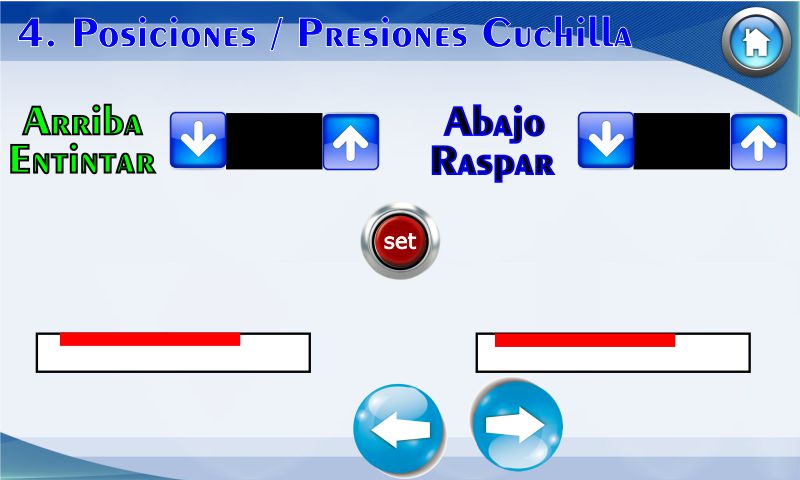 4. Posiciones / Presiones Cuchilla
Arriba
Entintar
Abajo
Raspar
set